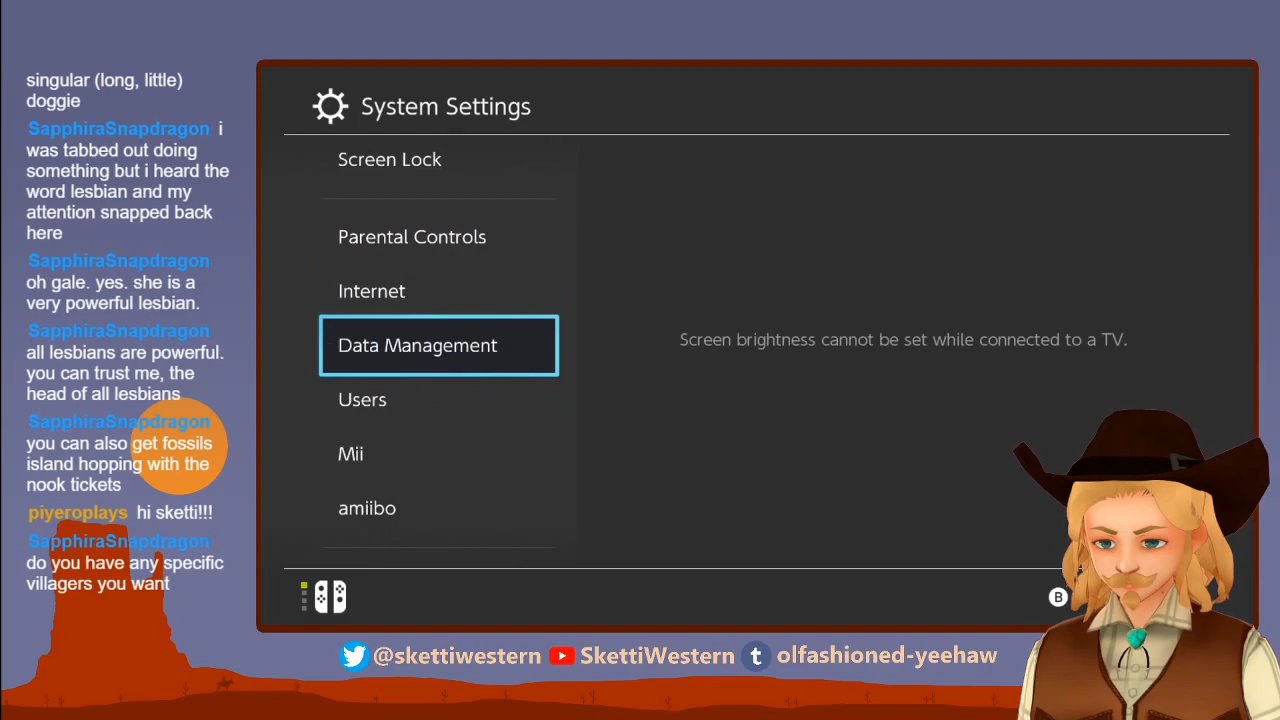 singular (long, little)
doggie
SapphiraSnapdragon i
was tabbed out doing
something but i heard the
word lesbian and my
attention snapped back
here
SapphiraSnapdragon
oh gale. yes. she is a
very powerful lesbian.
SapphiraSnapdragon
all lesbians are powerful.
you can trust me, the
head of all lesbians
SapphiraSnapdragon
you can also get fossils
island hopping with the
nook tickets
piyeroplays hi sketti!!!
SapphiraSnapdragon
do you have any specific
villagers you want
System Settings
Screen Lock
Parental Controls
Internet
Data Management
Users
Mii
amiibo
Screen brightness cannot be set while connected to a TV.
B
@skettiwestern SkettiWestern t olfashioned-yeehaw